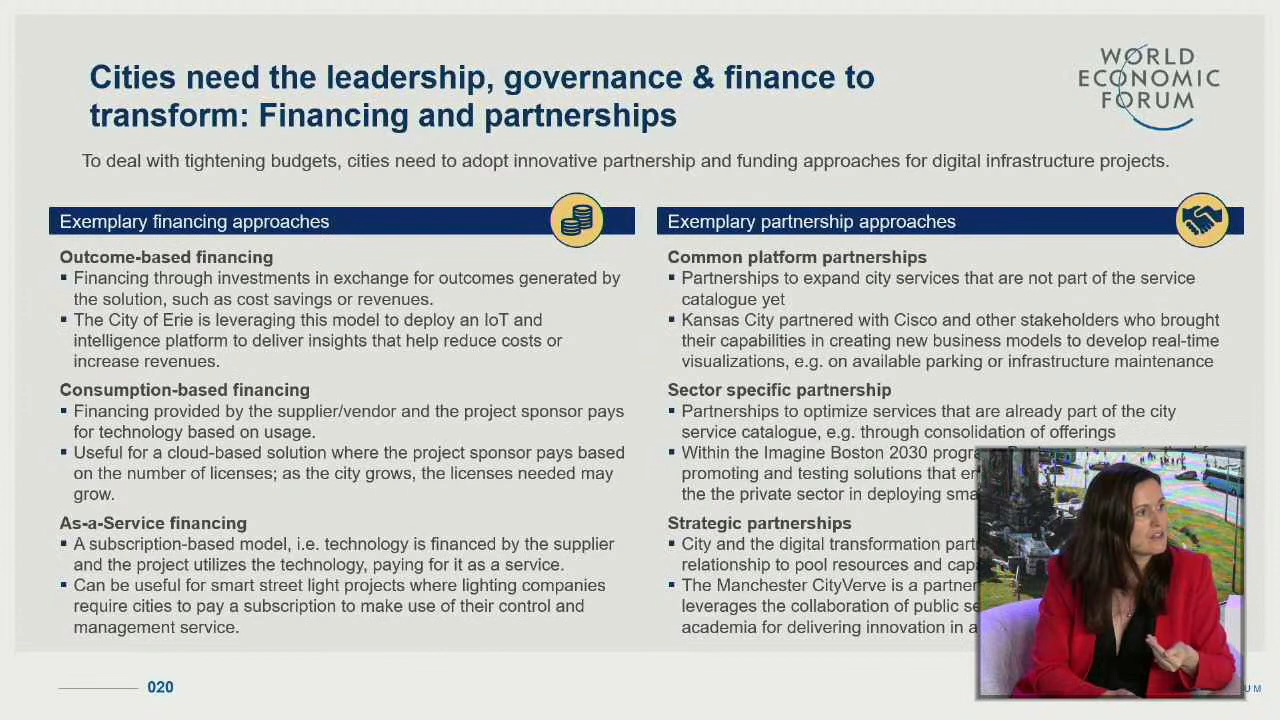 Cities need the leadership, governance & finance to
transform: Financing and partnerships
WORLD
ECONOMIC
FORUM
To deal with tightening budgets, cities need to adopt innovative partnership and funding approaches for digital infrastructure projects.
Exemplary financing approaches
Outcome-based financing
▪ Financing through investments in exchange for outcomes generated by
the solution, such as cost savings or revenues.
▪ The City of Erie is leveraging this model to deploy an IoT and
intelligence platform to deliver insights that help reduce costs or
increase revenues.
Consumption-based financing
▪ Financing provided by the supplier/vendor and the project sponsor pays
for technology based on usage.
▪ Useful for a cloud-based solution where the project sponsor pays based
on the number of licenses; as the city grows, the licenses needed may
grow.
As-a-Service financing
▪ A subscription-based model, i.e. technology is financed by the supplier
and the project utilizes the technology, paying for it as a service.
▪ Can be useful for smart street light projects where lighting companies
require cities to pay a subscription to make use of their control and
management service.
Exemplary partnership approaches
Common platform partnerships
▪ Partnerships to expand city services that are not part of the service
catalogue yet
▪ Kansas City partnered with Cisco and other stakeholders who brought
their capabilities in creating new business models to develop real-time
visualizations, e.g. on available parking or infrastructure maintenance
Sector specific partnership
▪ Partnerships to optimize services that are already part of the city
service catalogue, e.g. through consolidation of offerings
▪ Within the Imagine Boston 2030
promoting and testing solutions that
the the private sector in deploying
Strategic partnerships
▪ City and the digital transformation
relationship to pool resources and
▪ The Manchester CityVerve is a
leverages the collaboration of public
academia for delivering innovation in
020